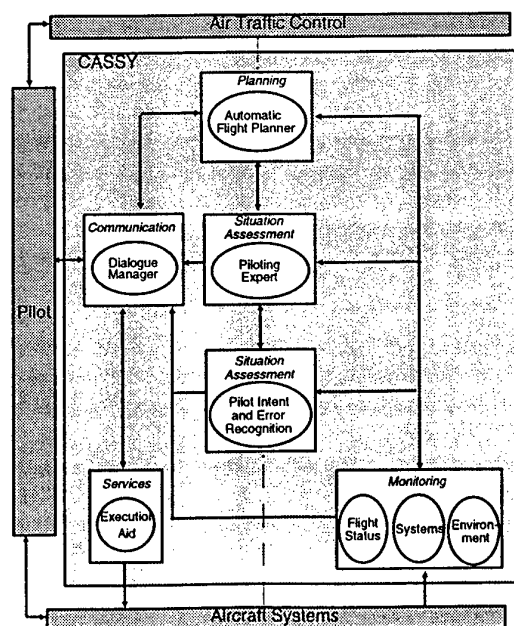 Air Traffic Control
CASSY
Planning
Automatic
Flight Planner
Communication
Dialogue
Manager
Situation
Assessment
Piloting
Expert
Pilot
Situation
Assessment
Pilot Intent
and Error
Recognition
Services
Execution
Aid
Monitoring
Flight
Status
Systems
Environ-
ment
Aircraft Systems